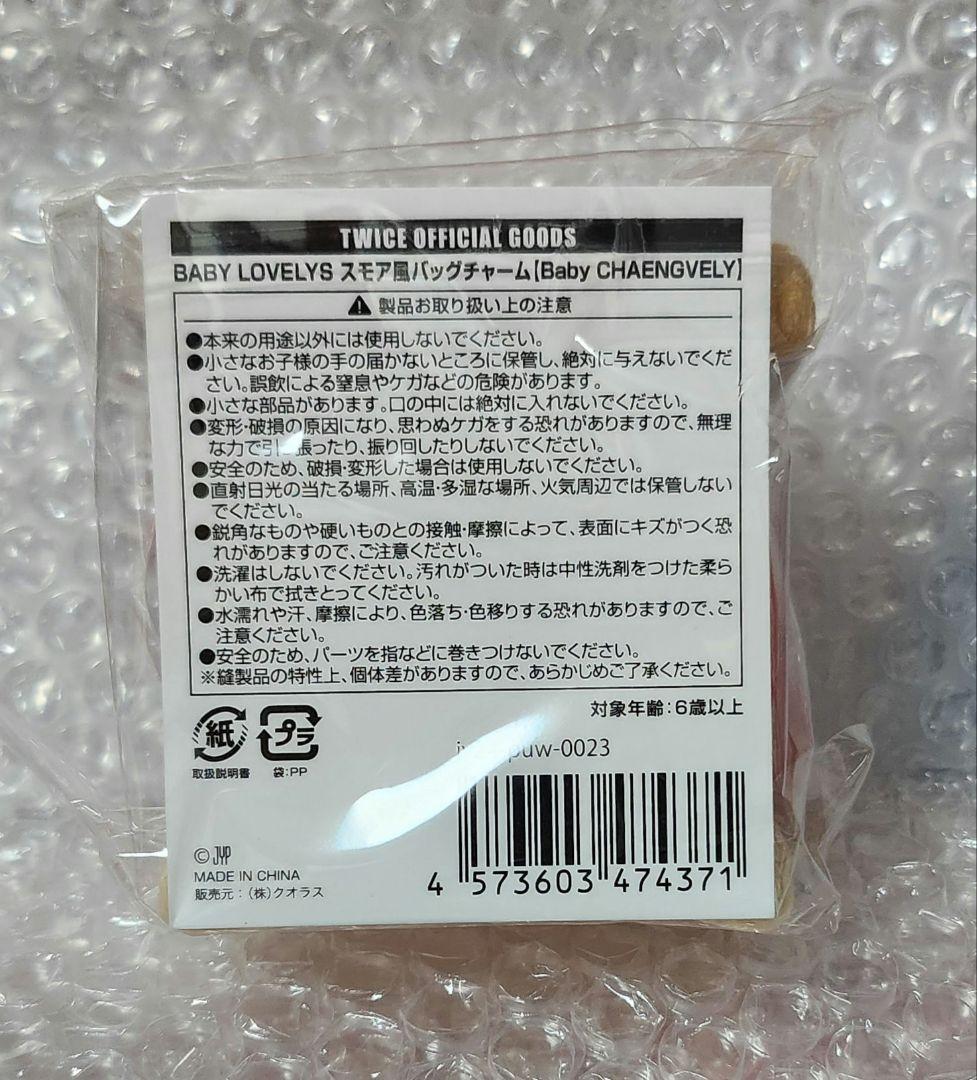 TWICE OFFICIAL GOODS
BABY LOVELYS スモア風バッグチャーム【Baby CHAENGVELY】
製品お取り扱い上の注意
●本来の用途以外には使用しないでください。
●小さなお子様の手の届かないところに保管し、絶対に与えないでくだ
さい。誤飲による窒息やケガなどの危険があります。
●小さな部品があります。口の中には絶対に入れないでください。
●変形・破損の原因になり、思わぬケガをする恐れがありますので、無理
な力で引っ張ったり、振り回したりしないでください。
●安全のため、破損・変形した場合は使用しないでください。
●直射日光の当たる場所、高温・多湿な場所、火気周辺では保管しない
でください。
●鋭角なものや硬いものとの接触・摩擦によって、表面にキズがつく恐
れがありますので、ご注意ください。
●洗濯はしないでください。汚れがついた時は中性洗剤をつけた柔ら
かい布で拭きとってください。
●水濡れや汗、摩擦により、色落ち・色移りする恐れがありますので、ご
注意ください。
●安全のため、パーツを指などに巻きつけないでください。
※縫製品の特性上、個体差がありますので、あらかじめご了承ください。
対象年齢：6歳以上
紙 プラ
取扱説明書 袋:PP
uw-0023
© JYP
MADE IN CHINA
販売元：(株)クオラス
4 573603 474371